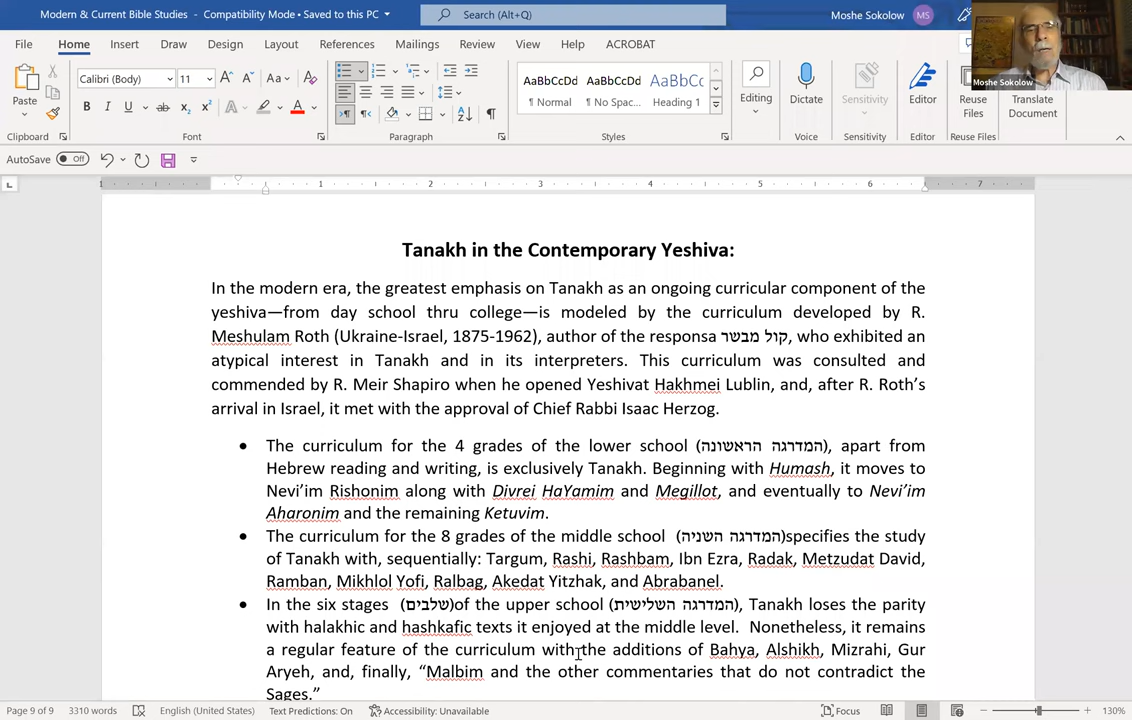 Modern & Current Bible Studies - Compatibility Mode • Saved to this PC
Search (Alt+Q)
Moshe Sokolow MS
File Home Insert Draw Design Layout References Mailings Review View Help ACROBAT
Moshe Sokolow
Paste
Calibri (Body) 11
AaBbCcDd AaBbCcDd AaBbCc
¶ Normal ¶ No Spac... Heading 1
Editing
Dictate
Sensitivity
Editor
Reuse Files
Translate Document
Clipboard Font Paragraph Styles Voice Sensitivity Editor Reuse Files
AutoSave Off
1 1 2 3 4 5 6 7
Tanakh in the Contemporary Yeshiva:
In the modern era, the greatest emphasis on Tanakh as an ongoing curricular component of the
yeshiva—from day school thru college—is modeled by the curriculum developed by R.
Meshulam Roth (Ukraine-Israel, 1875-1962), author of the responsa קול מבשר, who exhibited an
atypical interest in Tanakh and in its interpreters. This curriculum was consulted and
commended by R. Meir Shapiro when he opened Yeshivat Hakhmei Lublin, and, after R. Roth's
arrival in Israel, it met with the approval of Chief Rabbi Isaac Herzog.
• The curriculum for the 4 grades of the lower school (המדרגה הראשונה), apart from
Hebrew reading and writing, is exclusively Tanakh. Beginning with Humash, it moves to
Nevi'im Rishonim along with Divrei HaYamim and Megillot, and eventually to Nevi'im
Aharonim and the remaining Ketuvim.
• The curriculum for the 8 grades of the middle school (המדרגה השניה)specifies the study
of Tanakh with, sequentially: Targum, Rashi, Rashbam, Ibn Ezra, Radak, Metzudat David,
Ramban, Mikhlol Yofi, Ralbag, Akedat Yitzhak, and Abrabanel.
• In the six stages (שלבים)of the upper school (המדרגה השלישית), Tanakh loses the parity
with halakhic and hashkafic texts it enjoyed at the middle level. Nonetheless, it remains
a regular feature of the curriculum with the additions of Bahya, Alshikh, Mizrahi, Gur
Aryeh, and, finally, “Malbim and the other commentaries that do not contradict the
Sages.”
Page 9 of 9 3310 words English (United States) Text Predictions: On Accessibility: Unavailable Focus 130%